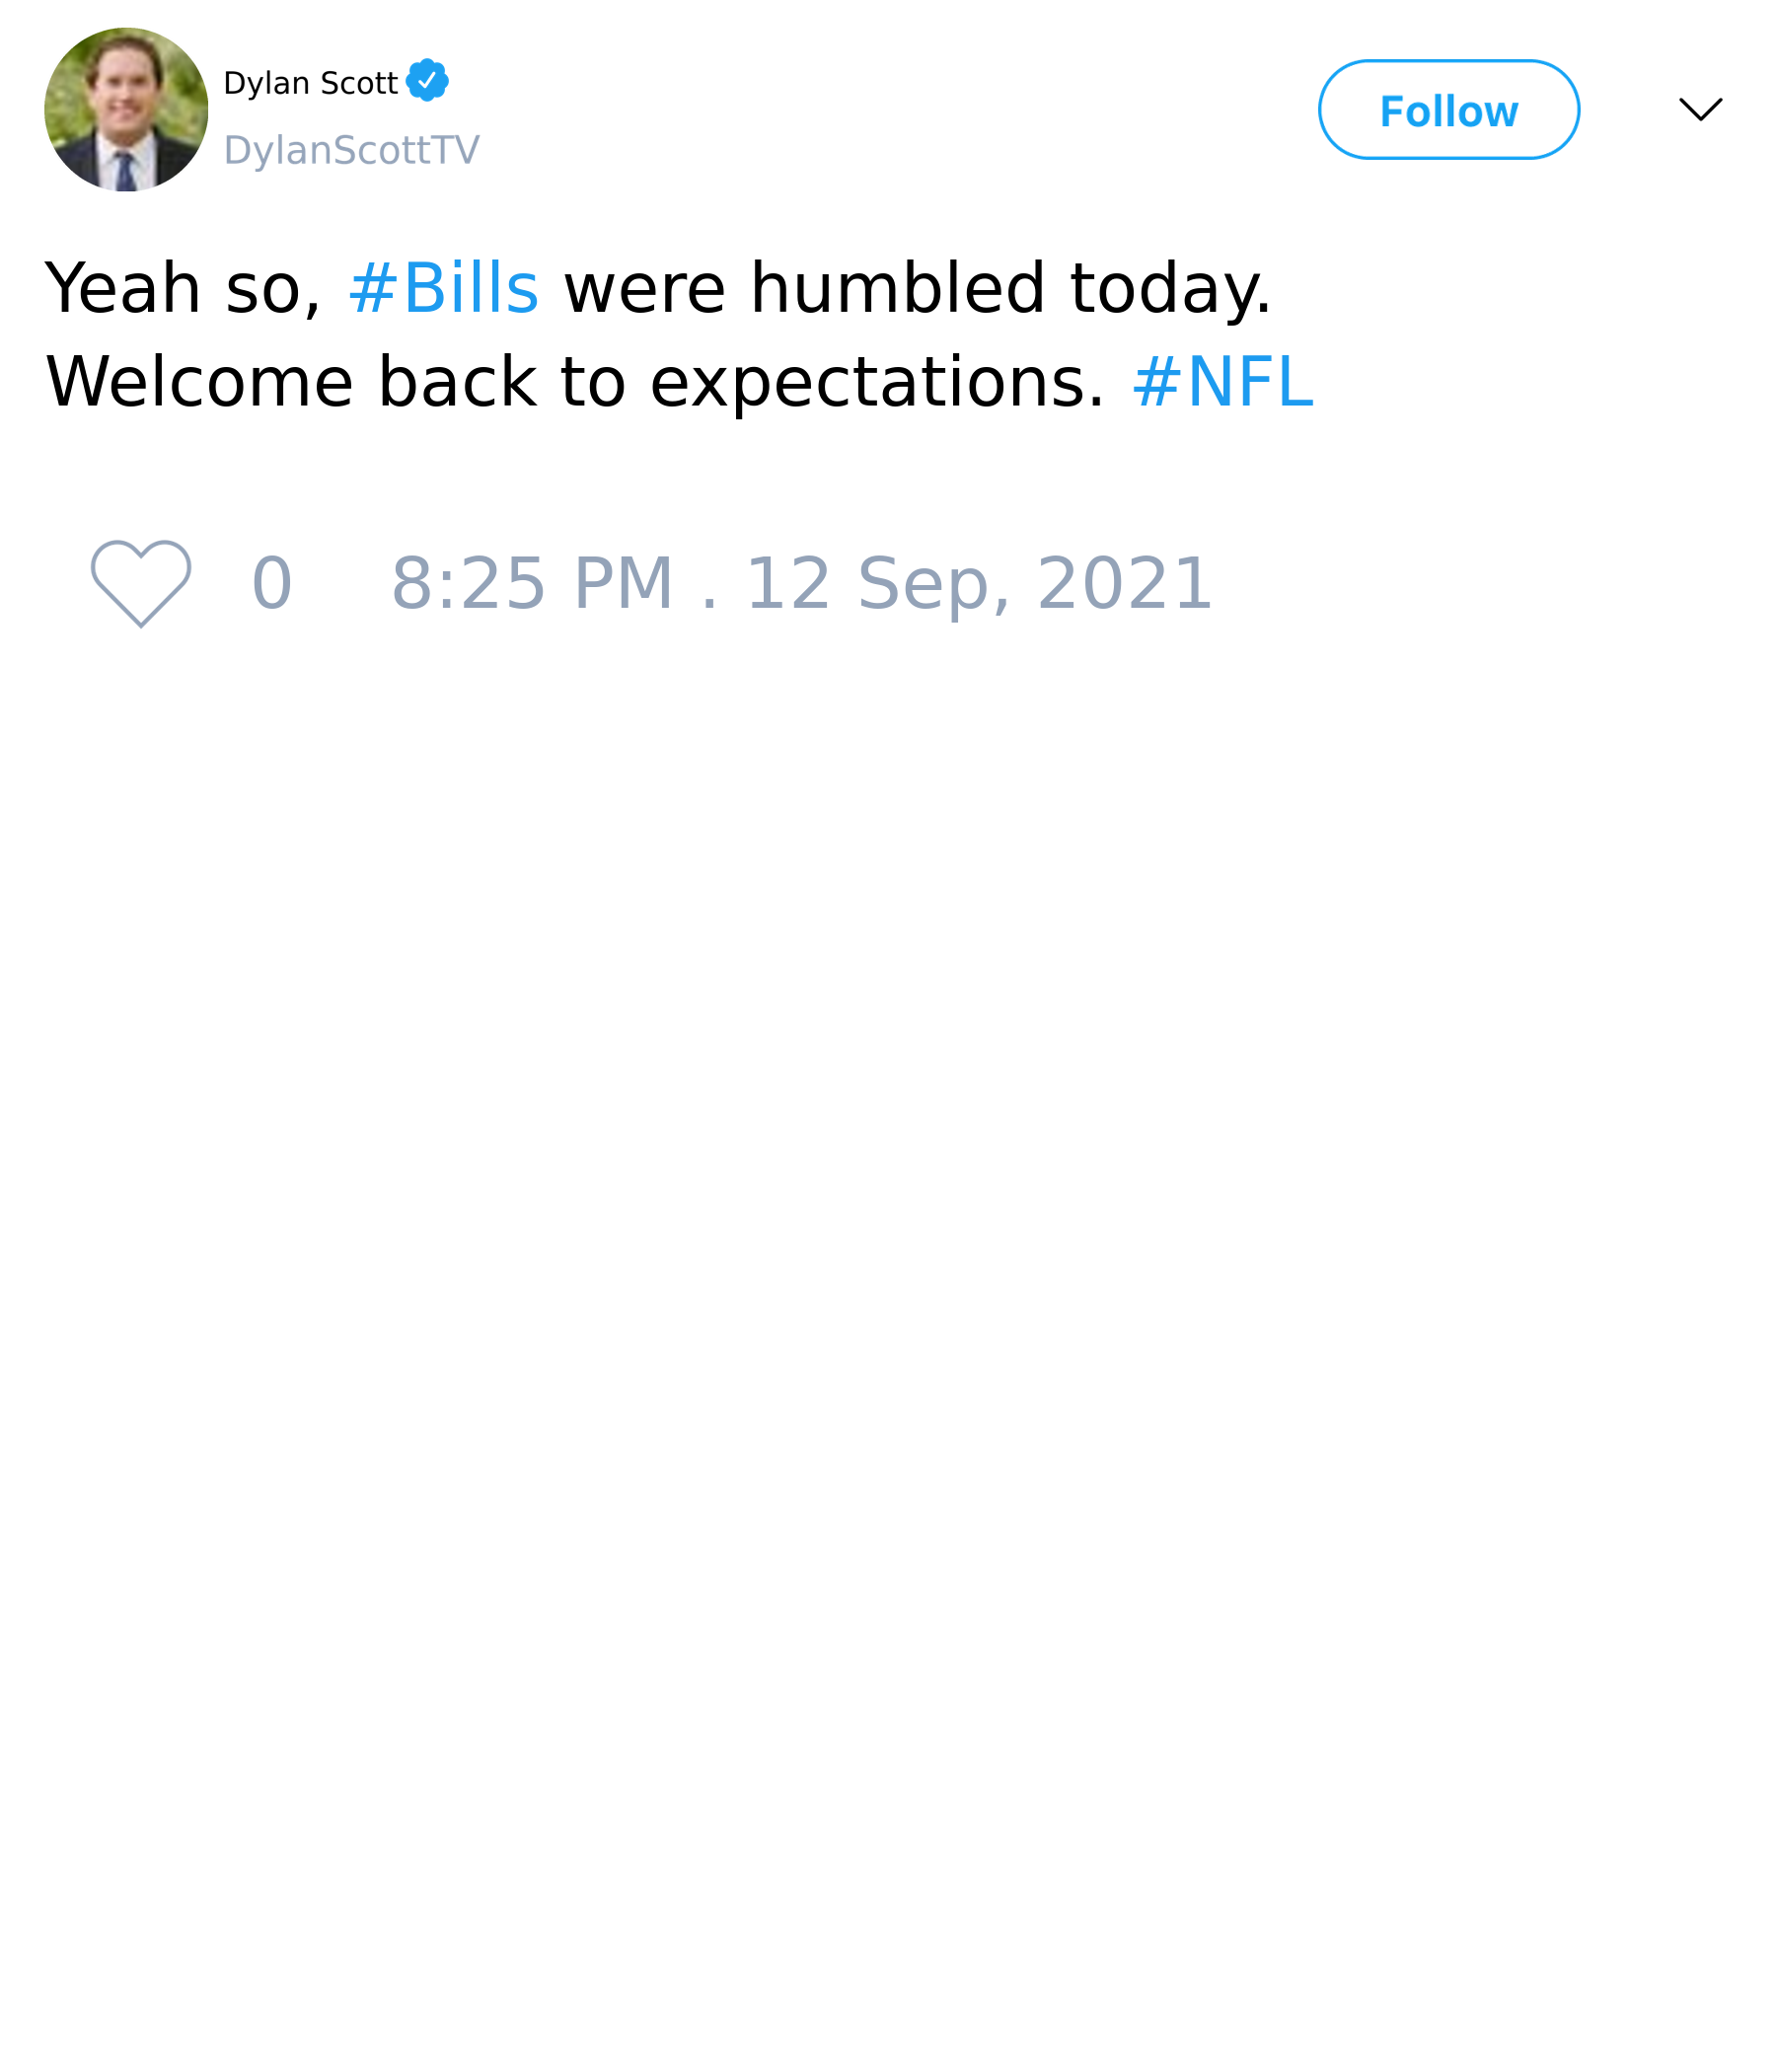 Dylan Scott
DylanScottTV
Follow
Yeah so, #Bills were humbled today.
Welcome back to expectations. #NFL
0 8:25 PM . 12 Sep, 2021